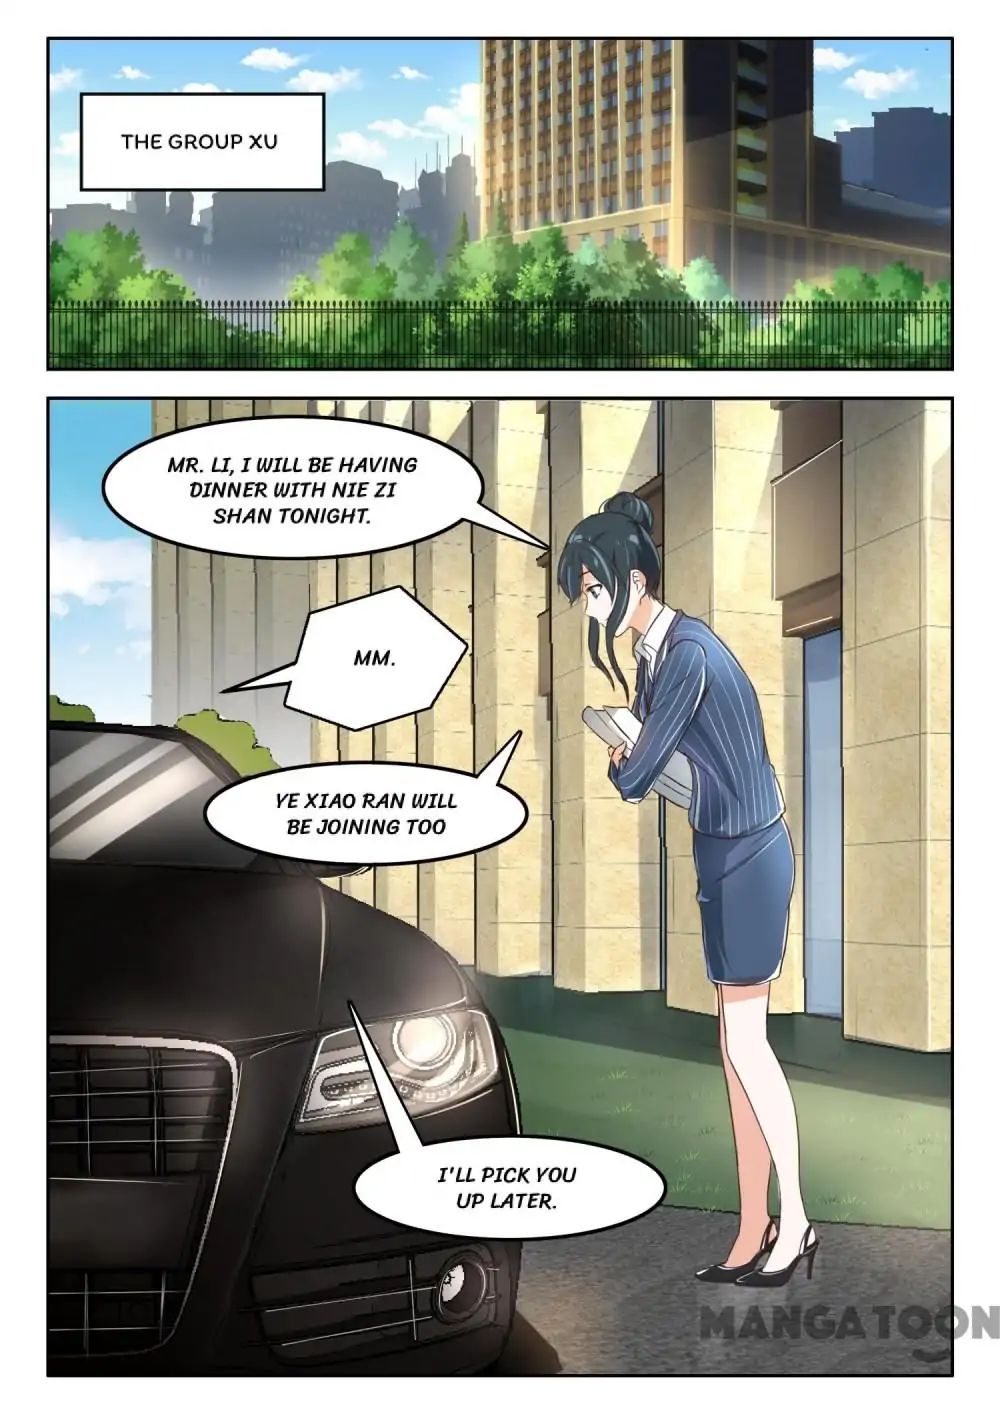 THE GROUP XU
MR. LI, I WILL BE HAVING
DINNER WITH NIE ZI
SHAN TONIGHT.
MM.
YE XIAO RAN WILL
BE JOINING TOO
I'LL PICK YOU
UP LATER.
MANGATOON